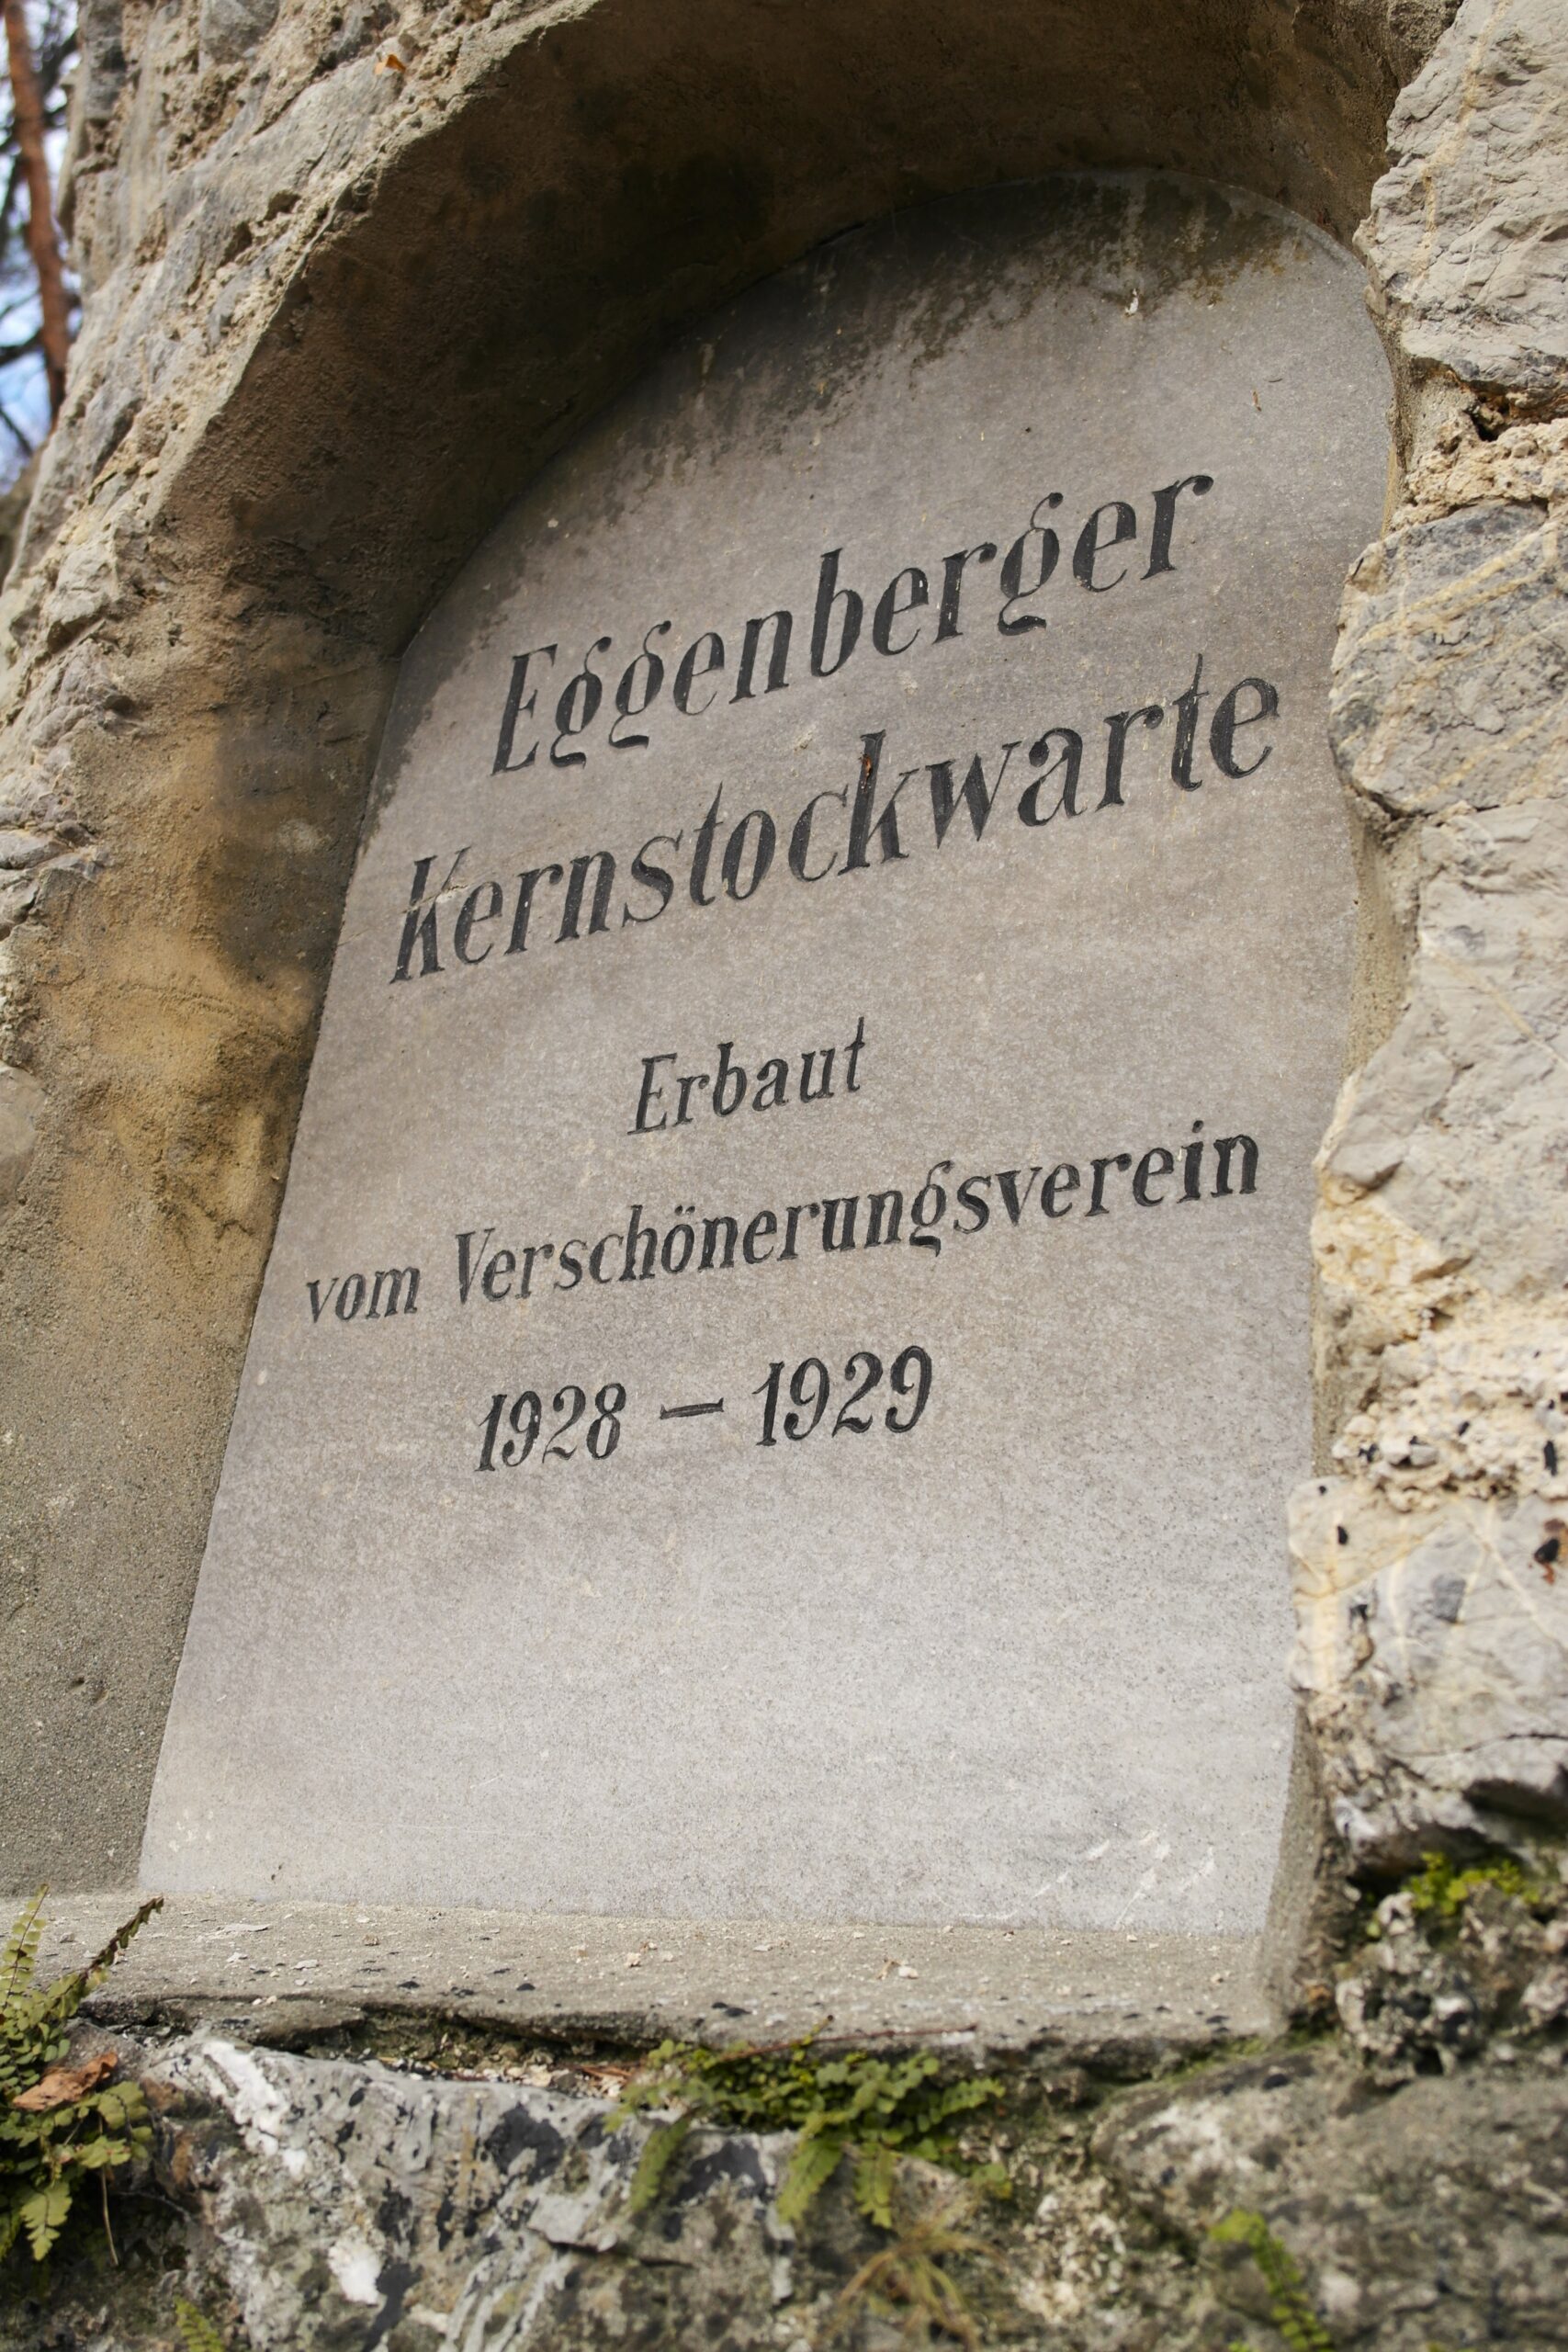 Eggenberger
Kernstockwarte
Erbaut
vom Verschönerungsverein
1928 – 1929